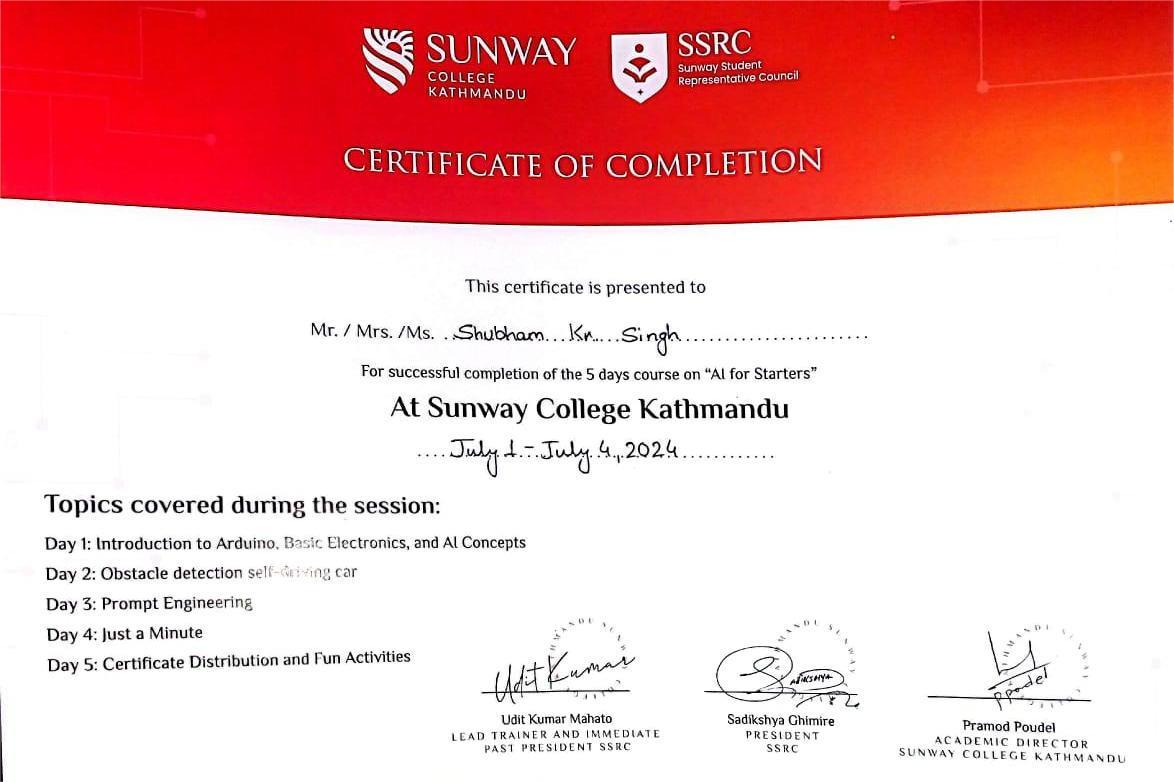 SUNWAY
COLLEGE
KATHMANDU
SSRC
Sunway Student
Representative Council
CERTIFICATE OF COMPLETION
This certificate is presented to
Mr. / Mrs. /Ms. ..Shubham...Kr....Singh........................
For successful completion of the 5 days course on “AI for Starters”
At Sunway College Kathmandu
....July 1.-.July.4.,.2024............
Topics covered during the session:
Day 1: Introduction to Arduino, Basic Electronics, and AI Concepts
Day 2: Obstacle detection self-driving car
Day 3: Prompt Engineering
Day 4: Just a Minute
Day 5: Certificate Distribution and Fun Activities
Udit Kumar
Udit Kumar Mahato
LEAD TRAINER AND IMMEDIATE
PAST PRESIDENT SSRC
Sadikshya Ghimire
PRESIDENT
SSRC
PPoudel
Pramod Poudel
ACADEMIC DIRECTOR
SUNWAY COLLEGE KATHMANDU